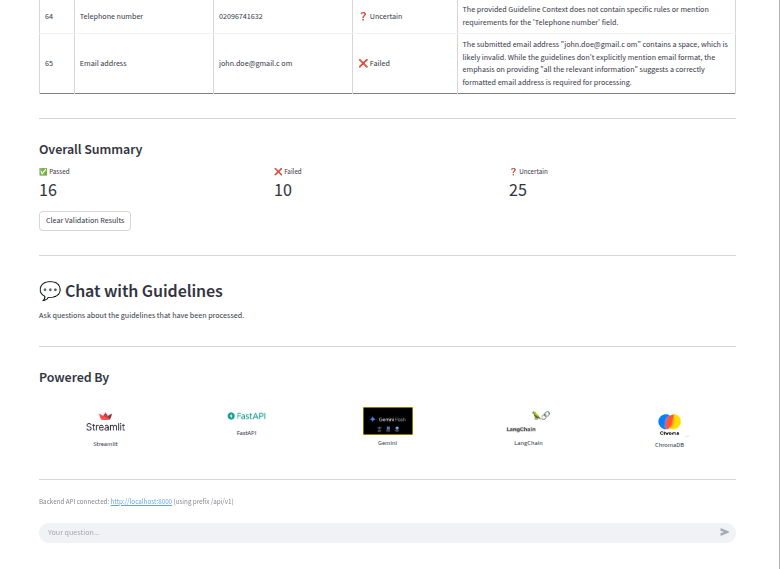 64 Telephone number 02096741632 ❓ Uncertain The provided Guideline Context does not contain specific rules or mention
requirements for the 'Telephone number' field.
65 Email address john.doe@gmail.c om ❌ Failed The submitted email address "john.doe@gmail.c om" contains a space, which is
likely invalid. While the guidelines don't explicitly mention email format, the
emphasis on providing "all the relevant information" suggests a correctly
formatted email address is required for processing.
Overall Summary
✅ Passed ❌ Failed ❓ Uncertain
16 10 25
Clear Validation Results
💬 Chat with Guidelines
Ask questions about the guidelines that have been processed.
Powered By
Streamlit FastAPI Gemini Flash LangChain Chroma
Streamlit FastAPI Gemini LangChain ChromaDB
Backend API connected: http://localhost:8000 (using prefix /api/v1)
Your question...